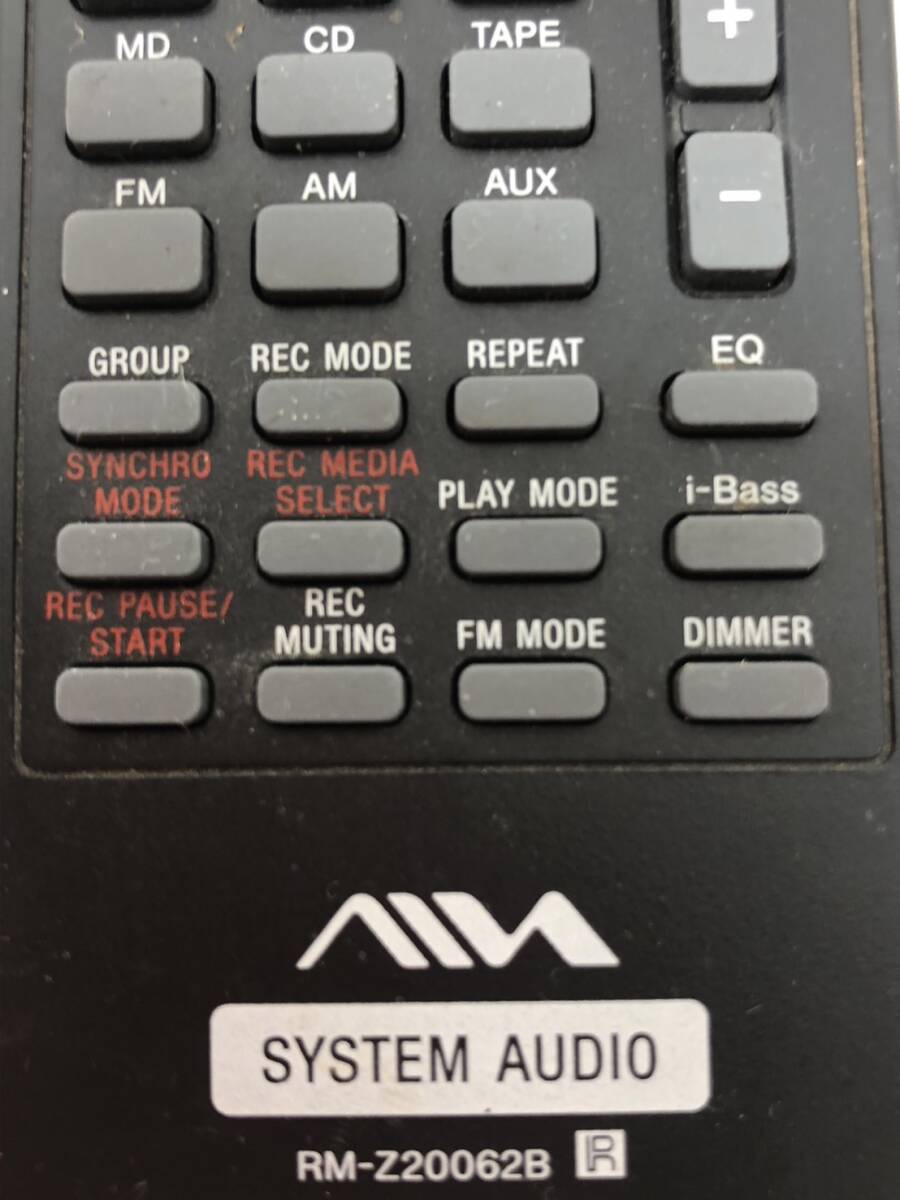 MD CD TAPE +
FM AM AUX -
GROUP REC MODE REPEAT EQ
SYNCHRO REC MEDIA
MODE SELECT PLAY MODE i-Bass
REC PAUSE/ REC
START MUTING FM MODE DIMMER
AIWA
SYSTEM AUDIO
RM-Z20062B R